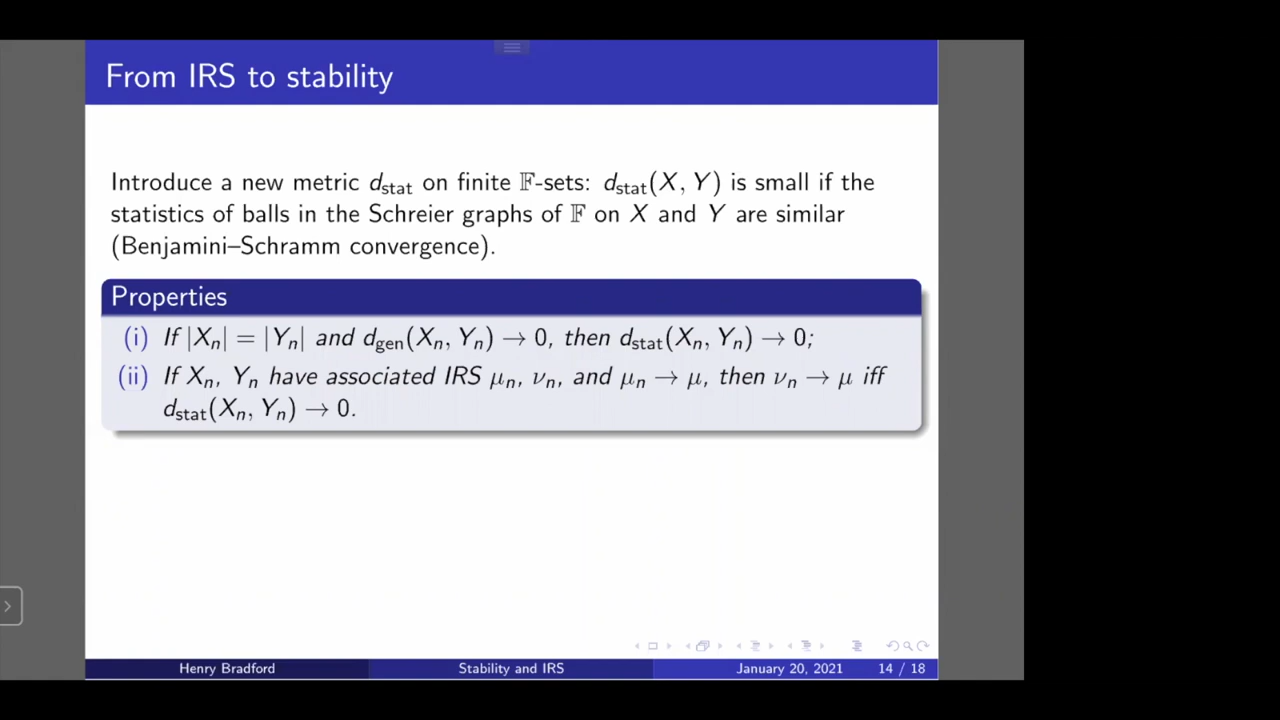 From IRS to stability
Introduce a new metric d_stat on finite 𝔽-sets: d_stat(X, Y) is small if the
statistics of balls in the Schreier graphs of 𝔽 on X and Y are similar
(Benjamini–Schramm convergence).
Properties
(i) If |X_n| = |Y_n| and d_gen(X_n, Y_n) → 0, then d_stat(X_n, Y_n) → 0;
(ii) If X_n, Y_n have associated IRS μ_n, ν_n, and μ_n → μ, then ν_n → μ iff
d_stat(X_n, Y_n) → 0.
Henry Bradford Stability and IRS January 20, 2021 14 / 18